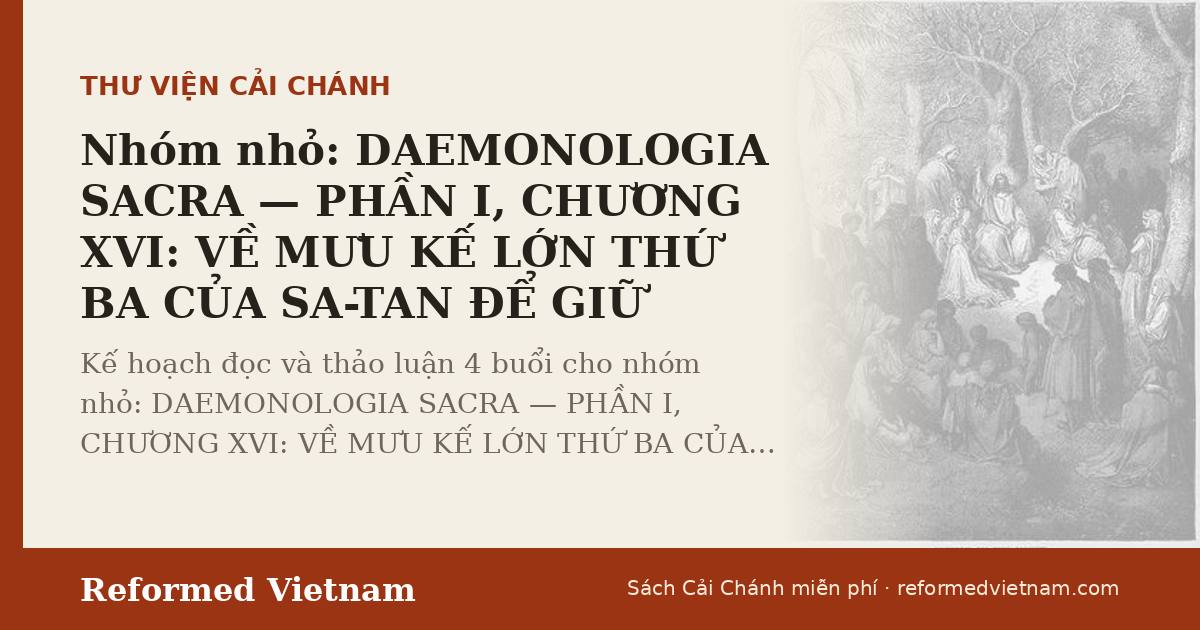 THƯ VIỆN CẢI CHÁNH
Nhóm nhỏ: DAEMONOLOGIA
SACRA — PHẦN I, CHƯƠNG
XVI: VỀ MƯU KẾ LỚN THỨ
BA CỦA SA-TAN ĐỂ GIỮ
Kế hoạch đọc và thảo luận 4 buổi cho nhóm
nhỏ: DAEMONOLOGIA SACRA — PHẦN I,
CHƯƠNG XVI: VỀ MƯU KẾ LỚN THỨ BA CỦA...
Reformed Vietnam
Sách Cải Chánh miễn phí · reformedvietnam.com